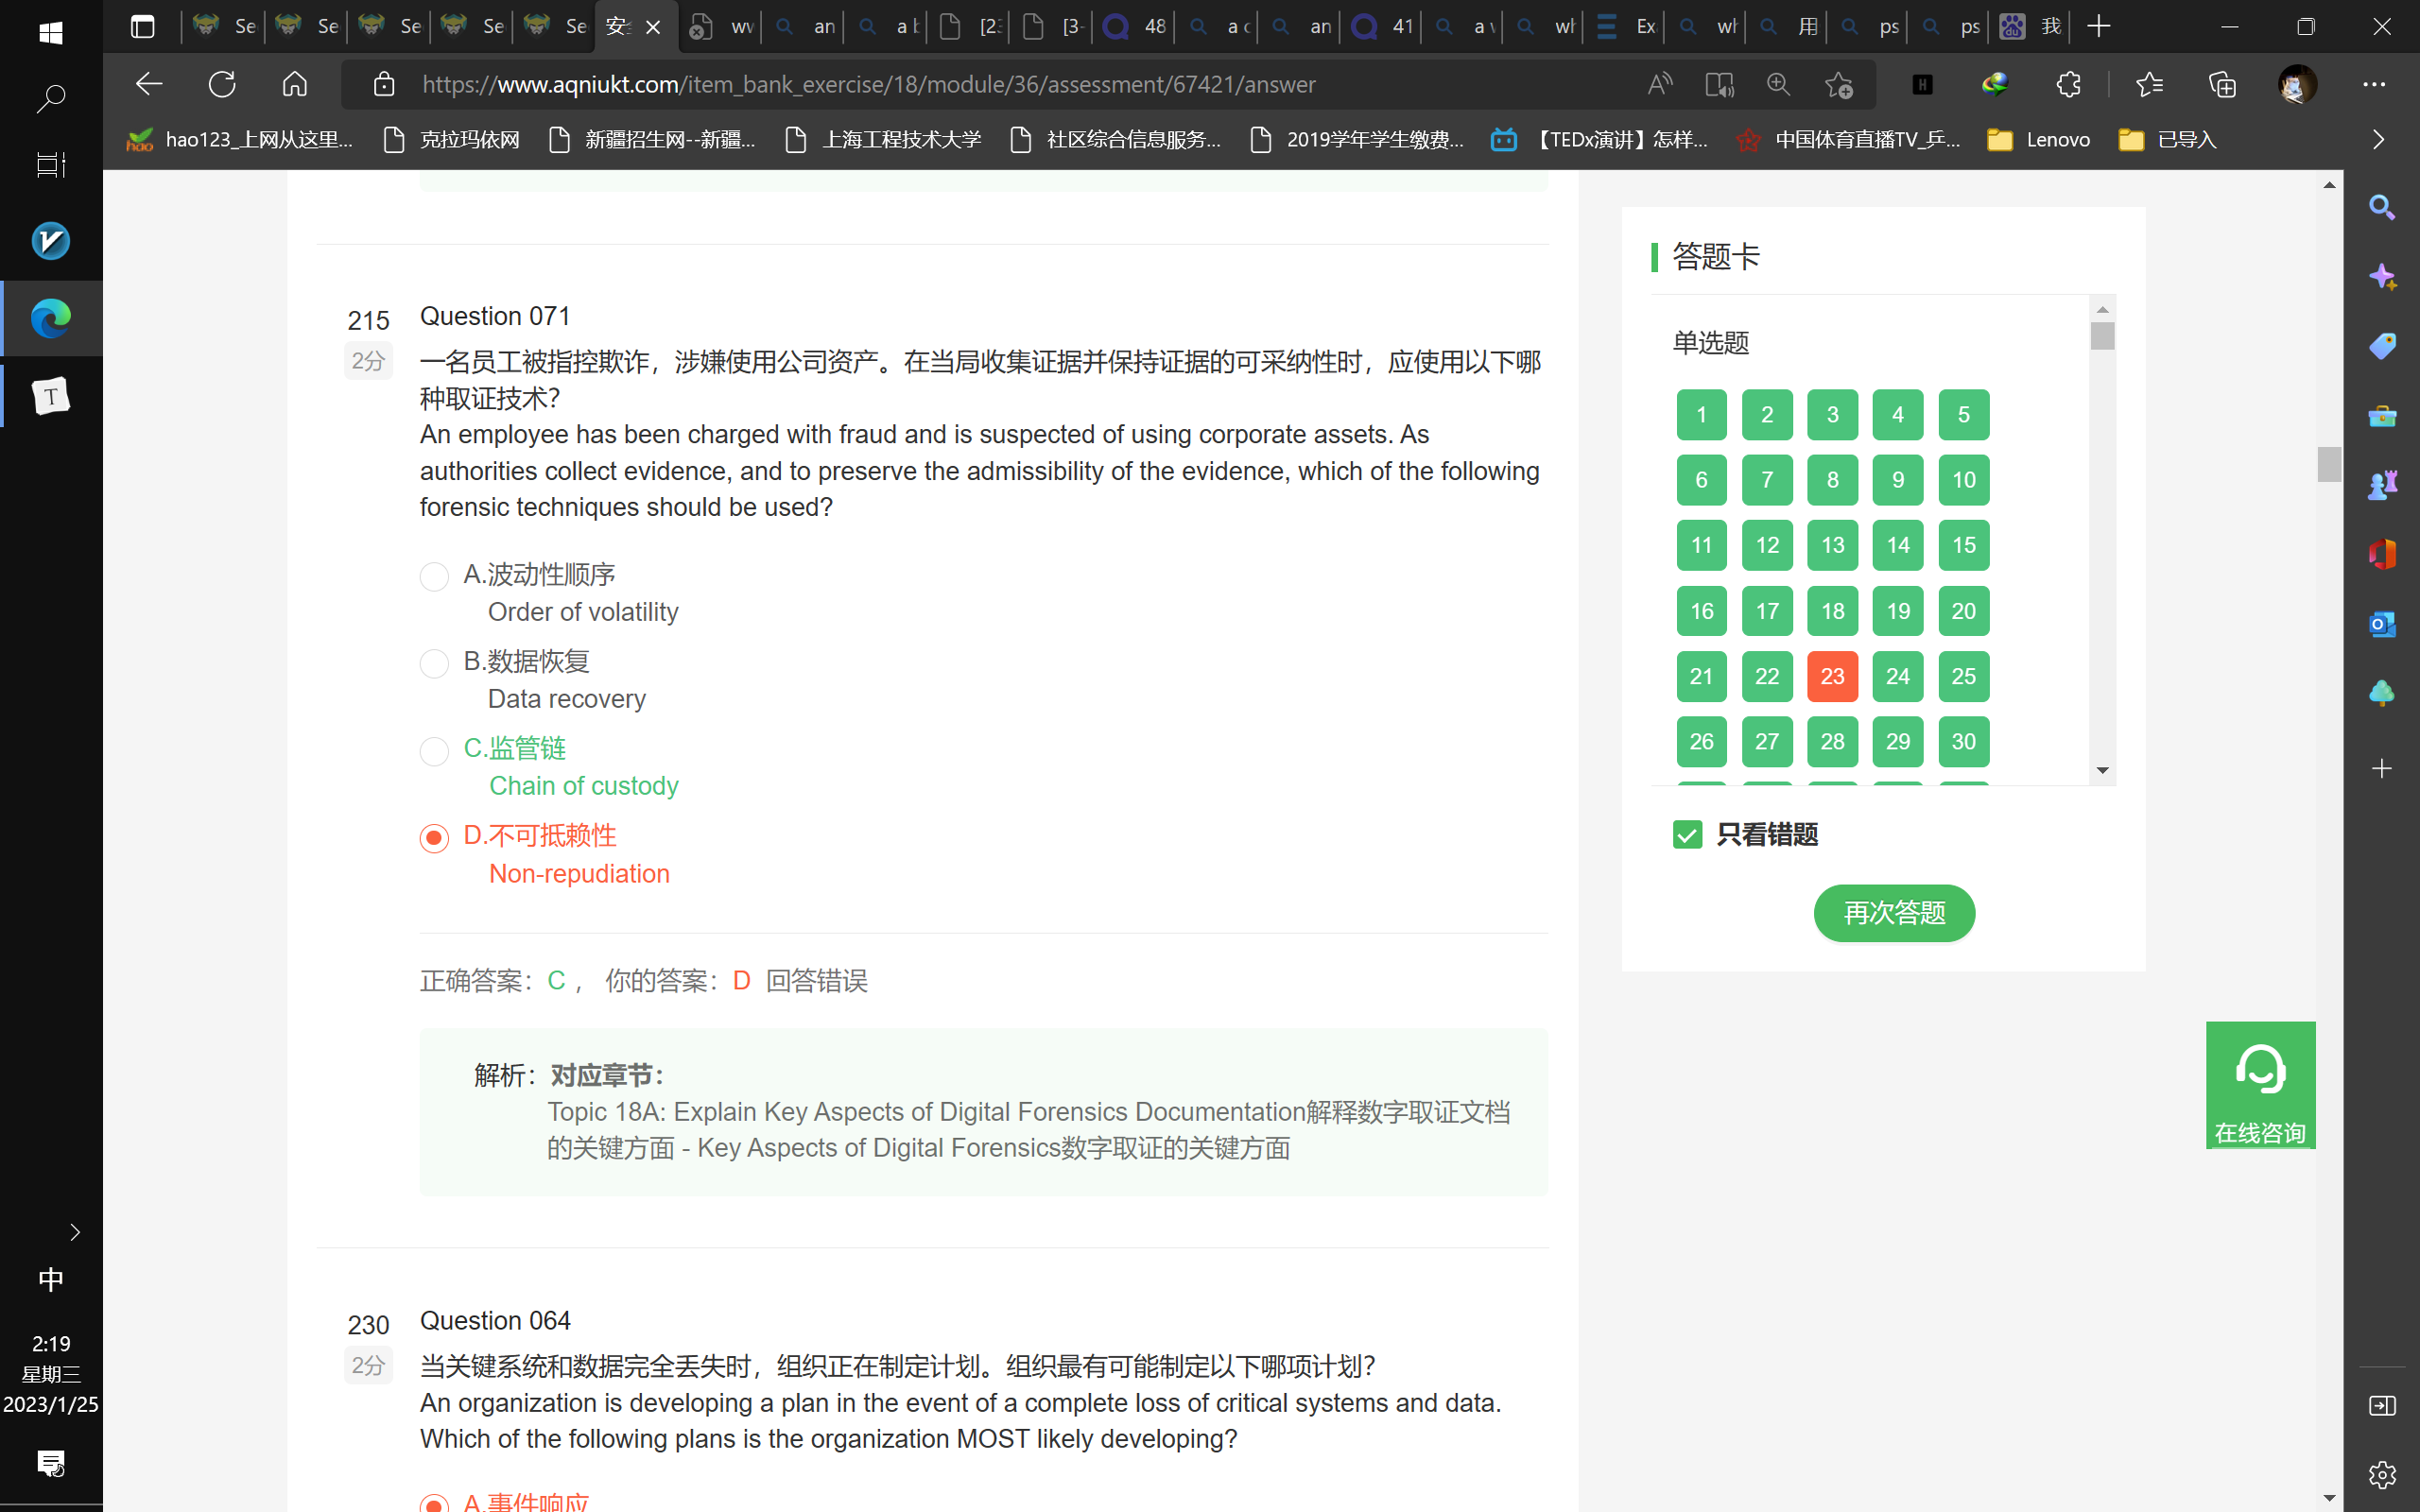 Se
Se
Se
Se
Se
安
wv
an
a b
[23
[3-
48
a c
an
41
a v
wh
Ex
wh
用
ps
ps
我
https://www.aqniukt.com/item_bank_exercise/18/module/36/assessment/67421/answer
hao123_上网从这里...
克拉玛依网
新疆招生网--新疆...
上海工程技术大学
社区综合信息服务...
2019学年学生缴费...
【TEDx演讲】怎样...
中国体育直播TV_乒...
Lenovo
已导入
215
2分
Question 071
一名员工被指控欺诈，涉嫌使用公司资产。在当局收集证据并保持证据的可采纳性时，应使用以下哪
种取证技术？
An employee has been charged with fraud and is suspected of using corporate assets. As
authorities collect evidence, and to preserve the admissibility of the evidence, which of the following
forensic techniques should be used?
A.波动性顺序
Order of volatility
B.数据恢复
Data recovery
C.监管链
Chain of custody
D.不可抵赖性
Non-repudiation
正确答案：C ， 你的答案：D 回答错误
解析：对应章节：
Topic 18A: Explain Key Aspects of Digital Forensics Documentation解释数字取证文档
的关键方面 - Key Aspects of Digital Forensics数字取证的关键方面
230
2分
Question 064
当关键系统和数据完全丢失时，组织正在制定计划。组织最有可能制定以下哪项计划？
An organization is developing a plan in the event of a complete loss of critical systems and data.
Which of the following plans is the organization MOST likely developing?
A.事件响应
答题卡
单选题
1 2 3 4 5
6 7 8 9 10
11 12 13 14 15
16 17 18 19 20
21 22 23 24 25
26 27 28 29 30
只看错题
再次答题
在线咨询
中
2:19
星期三
2023/1/25